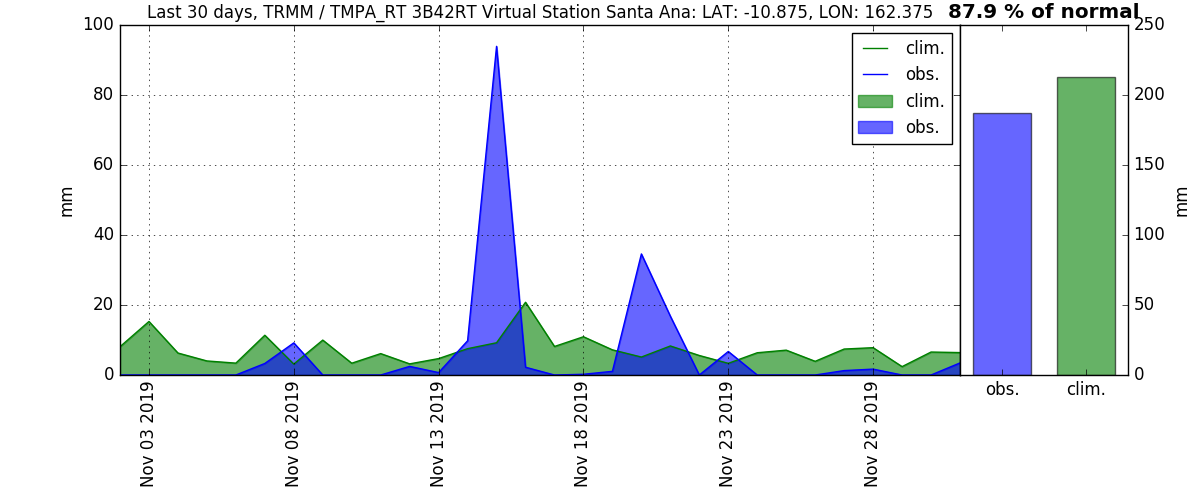 Last 30 days, TRMM / TMPA_RT 3B42RT Virtual Station Santa Ana: LAT: -10.875, LON: 162.375
87.9 % of normal
100
80
60
40
20
0
mm
clim.
obs.
clim.
obs.
Nov 03 2019
Nov 08 2019
Nov 13 2019
Nov 18 2019
Nov 23 2019
Nov 28 2019
250
200
150
100
50
0
mm
obs.
clim.